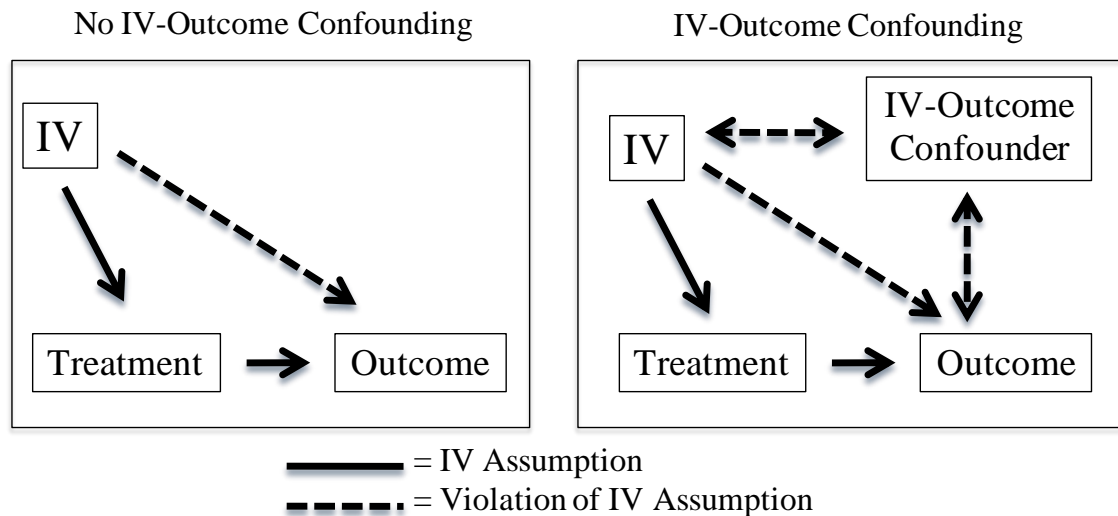 No IV-Outcome Confounding
IV
Treatment
Outcome
IV-Outcome Confounding
IV
IV-Outcome
Confounder
Treatment
Outcome
= IV Assumption
= Violation of IV Assumption